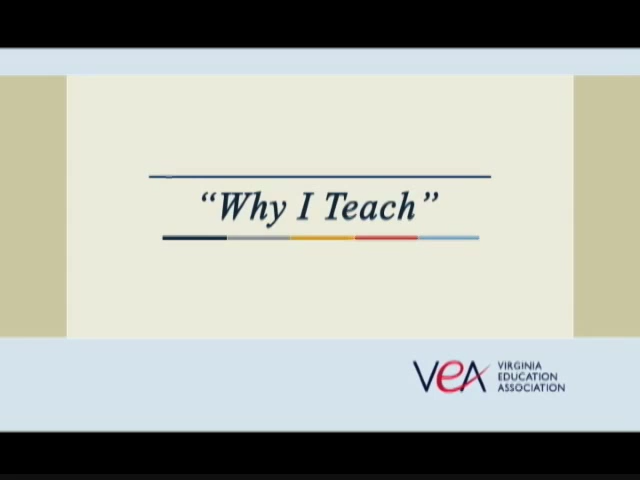 “Why I Teach”
VEA
VIRGINIA
EDUCATION
ASSOCIATION